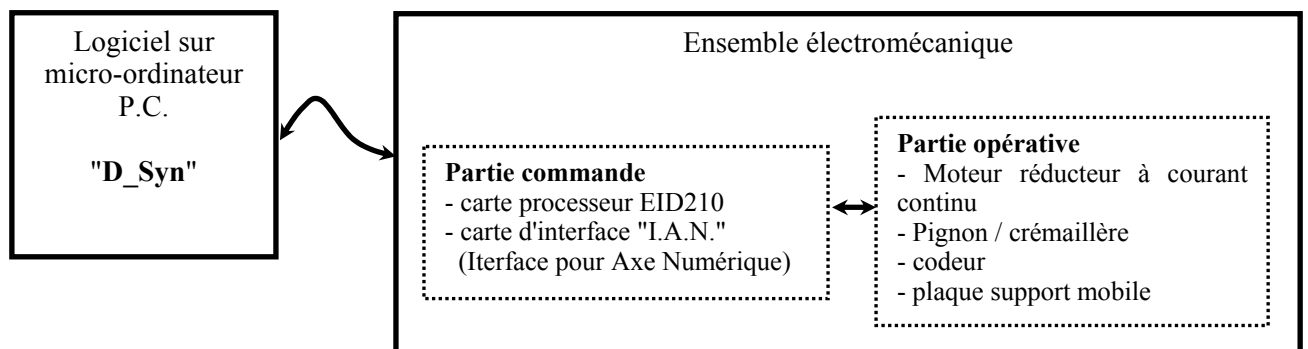 Logiciel sur
micro-ordinateur
P.C.
"D_Syn"
Ensemble électromécanique
Partie commande
- carte processeur EID210
- carte d'interface "I.A.N."
(Iterface pour Axe Numérique)
Partie opérative
- Moteur réducteur à courant
continu
- Pignon / crémaillère
- codeur
- plaque support mobile